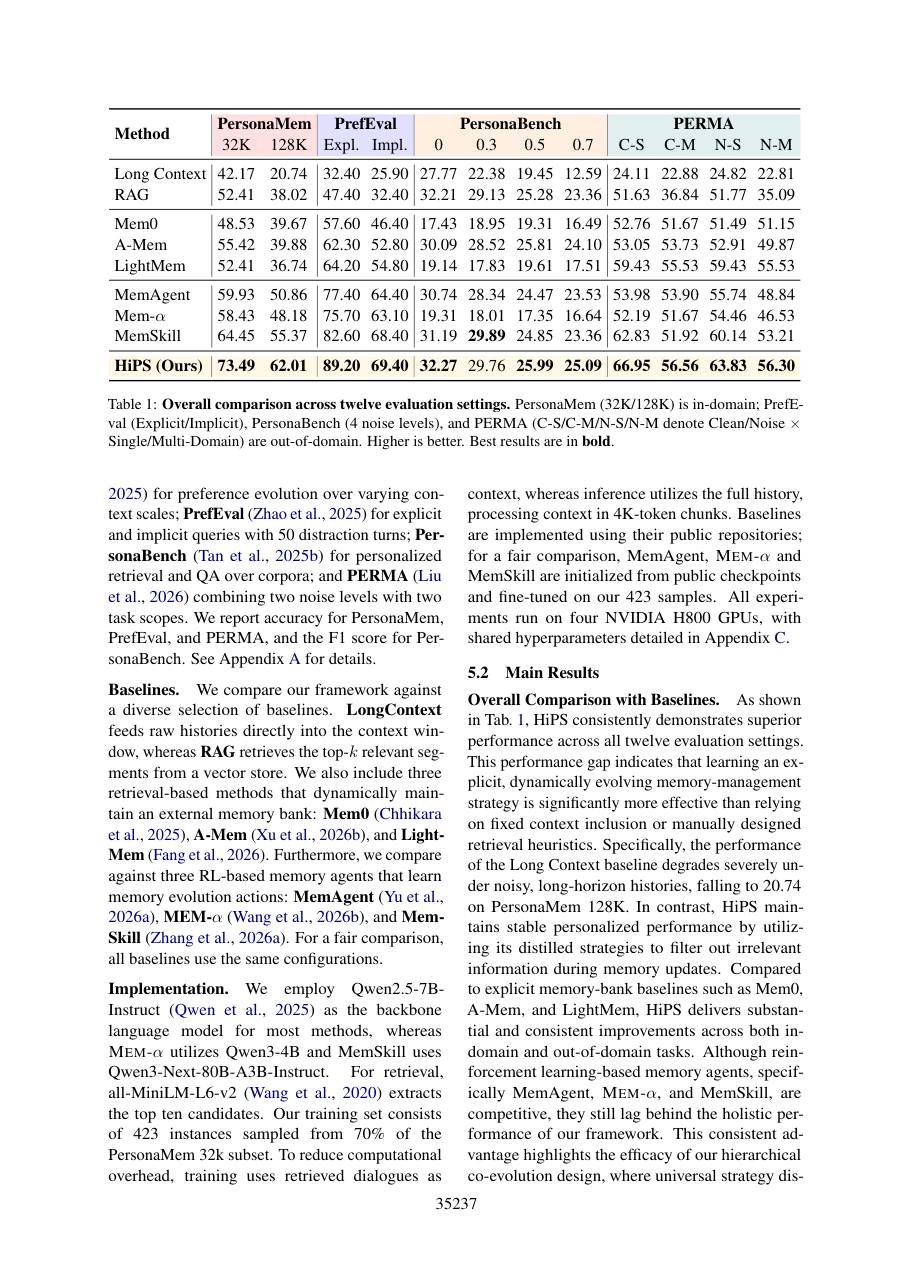 Method PersonaMem PrefEval PersonaBench PERMA
32K 128K Expl. Impl. 0 0.3 0.5 0.7 C-S C-M N-S N-M
Long Context 42.17 20.74 32.40 25.90 27.77 22.38 19.45 12.59 24.11 22.88 24.82 22.81
RAG 52.41 38.02 47.40 32.40 32.21 29.13 25.28 23.36 51.63 36.84 51.77 35.09
Mem0 48.53 39.67 57.60 46.40 17.43 18.95 19.31 16.49 52.76 51.67 51.49 51.15
A-Mem 55.42 39.88 62.30 52.80 30.09 28.52 25.81 24.10 53.05 53.73 52.91 49.87
LightMem 52.41 36.74 64.20 54.80 19.14 17.83 19.61 17.51 59.43 55.53 59.43 55.53
MemAgent 59.93 50.86 77.40 64.40 30.74 28.34 24.47 23.53 53.98 53.90 55.74 48.84
Mem-α 58.43 48.18 75.70 63.10 19.31 18.01 17.35 16.64 52.19 51.67 54.46 46.53
MemSkill 64.45 55.37 82.60 68.40 31.19 29.89 24.85 23.36 62.83 51.92 60.14 53.21
HiPS (Ours) 73.49 62.01 89.20 69.40 32.27 29.76 25.99 25.09 66.95 56.56 63.83 56.30
Table 1: Overall comparison across twelve evaluation settings. PersonaMem (32K/128K) is in-domain; PrefE-
val (Explicit/Implicit), PersonaBench (4 noise levels), and PERMA (C-S/C-M/N-S/N-M denote Clean/Noise ×
Single/Multi-Domain) are out-of-domain. Higher is better. Best results are in bold.
2025) for preference evolution over varying con-
text scales; PrefEval (Zhao et al., 2025) for explicit
and implicit queries with 50 distraction turns; Per-
sonaBench (Tan et al., 2025b) for personalized
retrieval and QA over corpora; and PERMA (Liu
et al., 2026) combining two noise levels with two
task scopes. We report accuracy for PersonaMem,
PrefEval, and PERMA, and the F1 score for Per-
sonaBench. See Appendix A for details.
Baselines. We compare our framework against
a diverse selection of baselines. LongContext
feeds raw histories directly into the context win-
dow, whereas RAG retrieves the top-k relevant seg-
ments from a vector store. We also include three
retrieval-based methods that dynamically main-
tain an external memory bank: Mem0 (Chhikara
et al., 2025), A-Mem (Xu et al., 2026b), and Light-
Mem (Fang et al., 2026). Furthermore, we compare
against three RL-based memory agents that learn
memory evolution actions: MemAgent (Yu et al.,
2026a), MEM-α (Wang et al., 2026b), and Mem-
Skill (Zhang et al., 2026a). For a fair comparison,
all baselines use the same configurations.
Implementation. We employ Qwen2.5-7B-
Instruct (Qwen et al., 2025) as the backbone
language model for most methods, whereas
MEM-α utilizes Qwen3-4B and MemSkill uses
Qwen3-Next-80B-A3B-Instruct. For retrieval,
all-MiniLM-L6-v2 (Wang et al., 2020) extracts
the top ten candidates. Our training set consists
of 423 instances sampled from 70% of the
PersonaMem 32k subset. To reduce computational
overhead, training uses retrieved dialogues as
context, whereas inference utilizes the full history,
processing context in 4K-token chunks. Baselines
are implemented using their public repositories;
for a fair comparison, MemAgent, MEM-α and
MemSkill are initialized from public checkpoints
and fine-tuned on our 423 samples. All experi-
ments run on four NVIDIA H800 GPUs, with
shared hyperparameters detailed in Appendix C.
5.2 Main Results
Overall Comparison with Baselines. As shown
in Tab. 1, HiPS consistently demonstrates superior
performance across all twelve evaluation settings.
This performance gap indicates that learning an ex-
plicit, dynamically evolving memory-management
strategy is significantly more effective than relying
on fixed context inclusion or manually designed
retrieval heuristics. Specifically, the performance
of the Long Context baseline degrades severely un-
der noisy, long-horizon histories, falling to 20.74
on PersonaMem 128K. In contrast, HiPS main-
tains stable personalized performance by utiliz-
ing its distilled strategies to filter out irrelevant
information during memory updates. Compared
to explicit memory-bank baselines such as Mem0,
A-Mem, and LightMem, HiPS delivers substan-
tial and consistent improvements across both in-
domain and out-of-domain tasks. Although rein-
forcement learning-based memory agents, specif-
ically MemAgent, MEM-α, and MemSkill, are
competitive, they still lag behind the holistic per-
formance of our framework. This consistent ad-
vantage highlights the efficacy of our hierarchical
co-evolution design, where universal strategy dis-
35237